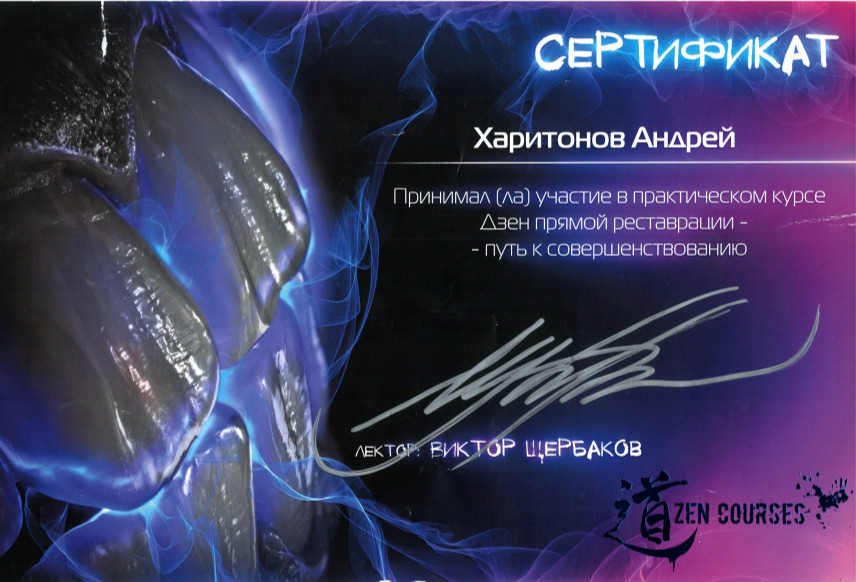 СЕРТИФИКАТ
Харитонов Андрей
Принимал (ла) участие в практическом курсе
Дзен прямой реставрации -
- путь к совершенствованию
ЛЕКТОР: ВИКТОР ЩЕРБАКОВ
道 ZEN COURSES